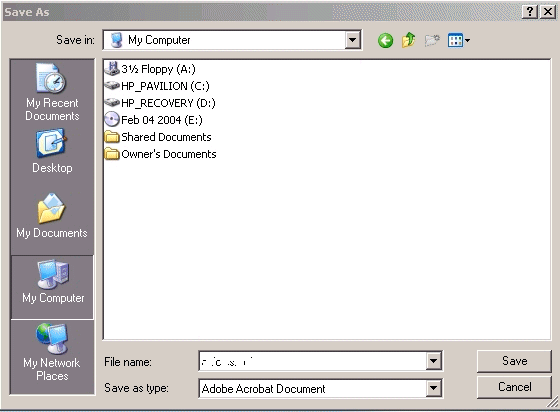 Save As
Save in:
My Computer
3½ Floppy (A:)
HP_PAVILION (C:)
HP_RECOVERY (D:)
Feb 04 2004 (E:)
Shared Documents
Owner's Documents
My Recent
Documents
Desktop
My Documents
My Computer
My Network
Places
File name:
Save
Save as type:
Adobe Acrobat Document
Cancel